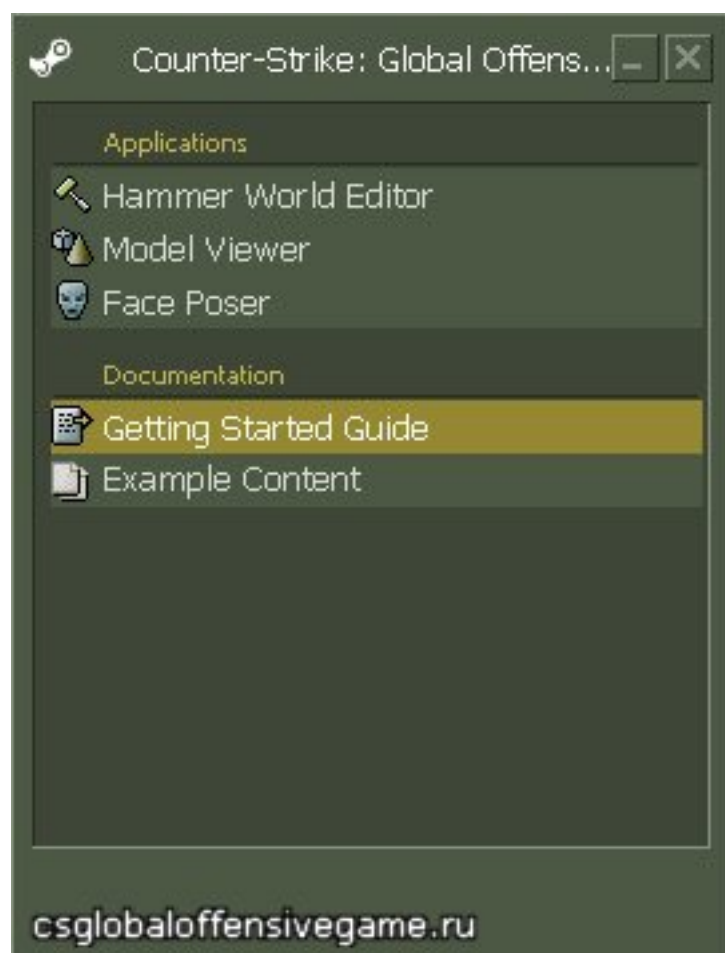 Counter-Strike: Global Offens...
Applications
Hammer World Editor
Model Viewer
Face Poser
Documentation
Getting Started Guide
Example Content
csglobaloffensivegame.ru